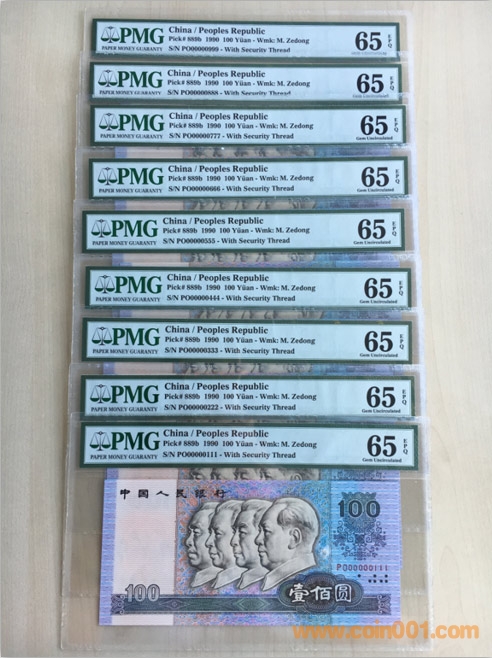 PMG
PAPER MONEY GUARANTY
China / Peoples Republic
Pick# 889b 1990 100 Yüan - Wmk: M. Zedong
S/N PO00000999 - With Security Thread
65 EPQ
Gem Uncirculated
PMG
PAPER MONEY GUARANTY
China / Peoples Republic
Pick# 889b 1990 100 Yüan - Wmk: M. Zedong
S/N PO00000888 - With Security Thread
65 EPQ
Gem Uncirculated
PMG
PAPER MONEY GUARANTY
China / Peoples Republic
Pick# 889b 1990 100 Yüan - Wmk: M. Zedong
S/N PO00000777 - With Security Thread
65 EPQ
Gem Uncirculated
PMG
PAPER MONEY GUARANTY
China / Peoples Republic
Pick# 889b 1990 100 Yüan - Wmk: M. Zedong
S/N PO00000666 - With Security Thread
65 EPQ
Gem Uncirculated
PMG
PAPER MONEY GUARANTY
China / Peoples Republic
Pick# 889b 1990 100 Yüan - Wmk: M. Zedong
S/N PO00000555 - With Security Thread
65 EPQ
Gem Uncirculated
PMG
PAPER MONEY GUARANTY
China / Peoples Republic
Pick# 889b 1990 100 Yüan - Wmk: M. Zedong
S/N PO00000444 - With Security Thread
65 EPQ
Gem Uncirculated
PMG
PAPER MONEY GUARANTY
China / Peoples Republic
Pick# 889b 1990 100 Yüan - Wmk: M. Zedong
S/N PO00000333 - With Security Thread
65 EPQ
Gem Uncirculated
PMG
PAPER MONEY GUARANTY
China / Peoples Republic
Pick# 889b 1990 100 Yüan - Wmk: M. Zedong
S/N PO00000222 - With Security Thread
65 EPQ
Gem Uncirculated
PMG
PAPER MONEY GUARANTY
China / Peoples Republic
Pick# 889b 1990 100 Yüan - Wmk: M. Zedong
S/N PO00000111 - With Security Thread
65 EPQ
Gem Uncirculated
中国人民银行
100
PO00000111
100
壹佰圆
www.coin001.com